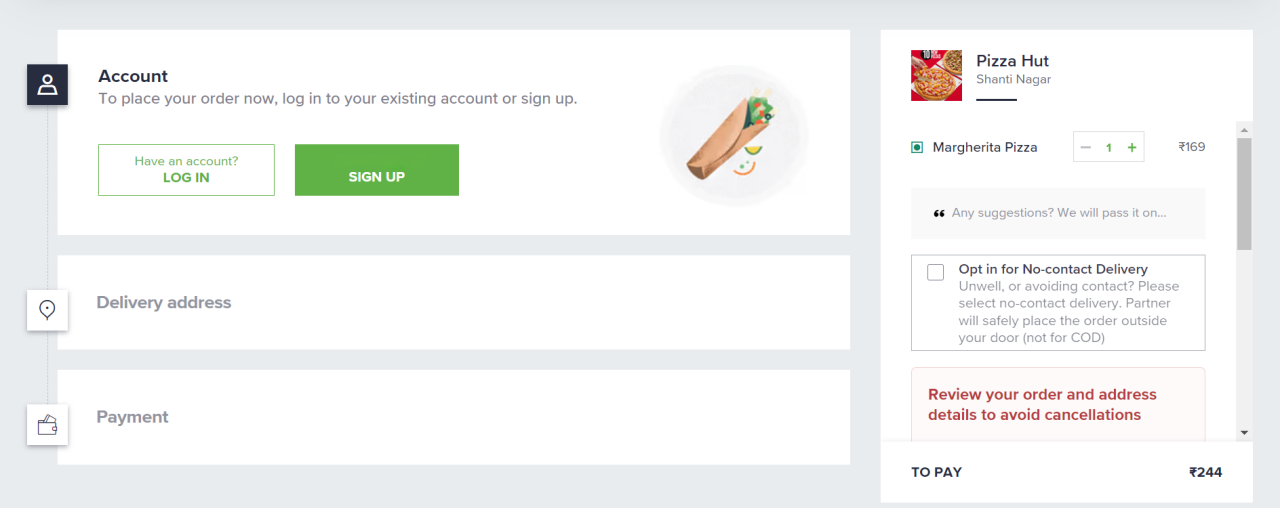 Account
To place your order now, log in to your existing account or sign up.
Have an account?
LOG IN
SIGN UP
Delivery address
Payment
Pizza Hut
Shanti Nagar
Margherita Pizza
1
₹169
Any suggestions? We will pass it on...
Opt in for No-contact Delivery
Unwell, or avoiding contact? Please
select no-contact delivery. Partner
will safely place the order outside
your door (not for COD)
Review your order and address
details to avoid cancellations
TO PAY
₹244